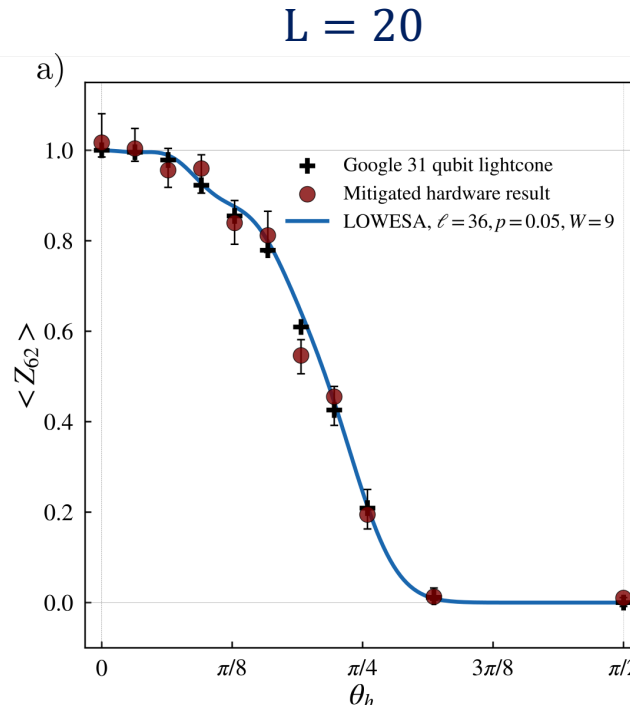 L = 20
a)
Google 31 qubit lightcone
Mitigated hardware result
LOWESA, ℓ = 36, p = 0.05, W = 9
<Z₆₂>
1.0
0.8
0.6
0.4
0.2
0.0
0 π/8 π/4 3π/8 π/2
θₕ